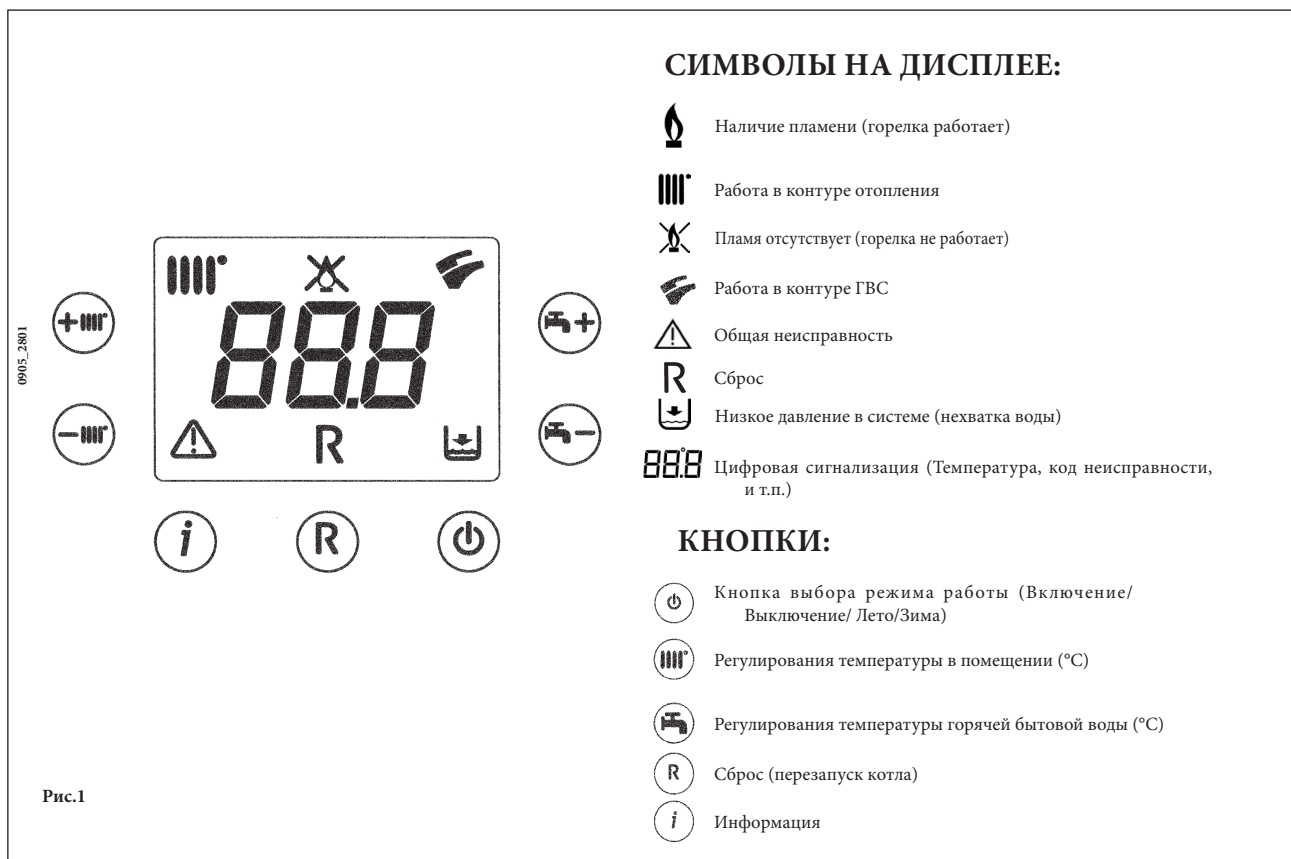 СИМВОЛЫ НА ДИСПЛЕЕ:
Наличие пламени (горелка работает)
Работа в контуре отопления
Пламя отсутствует (горелка не работает)
Работа в контуре ГВС
Общая неисправность
R Сброс
Низкое давление в системе (нехватка воды)
88.8 Цифровая сигнализация (Температура, код неисправности,
и т.п.)
КНОПКИ:
Кнопка выбора режима работы (Включение/
Выключение/ Лето/Зима)
Регулирования температуры в помещении (°C)
Регулирования температуры горячей бытовой воды (°C)
R Сброс (перезапуск котла)
i Информация
0905_2801
+
+
88.8
-
-
R
i
R
Рис.1